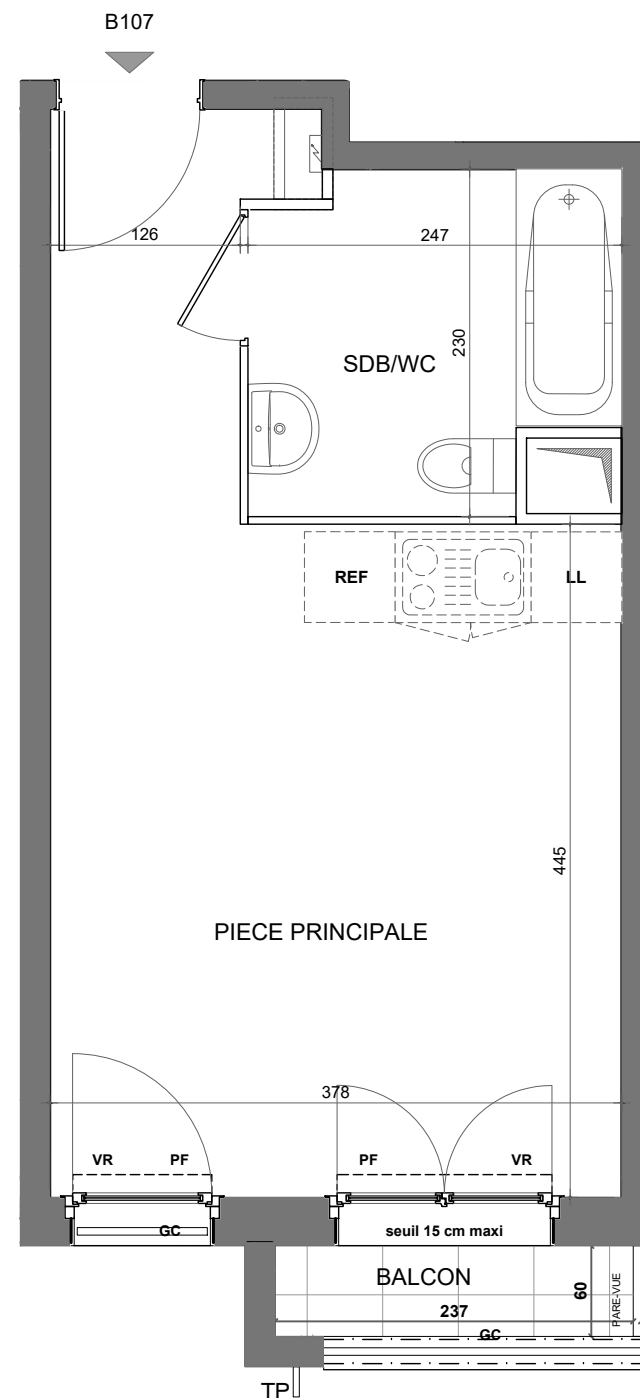 B107
126
247
230
SDB/WC
REF
LL
445
PIECE PRINCIPALE
378
VR PF
PF VR
GC
seuil 15 cm maxi
BALCON
60
PARE-VUE
237
GC
TP